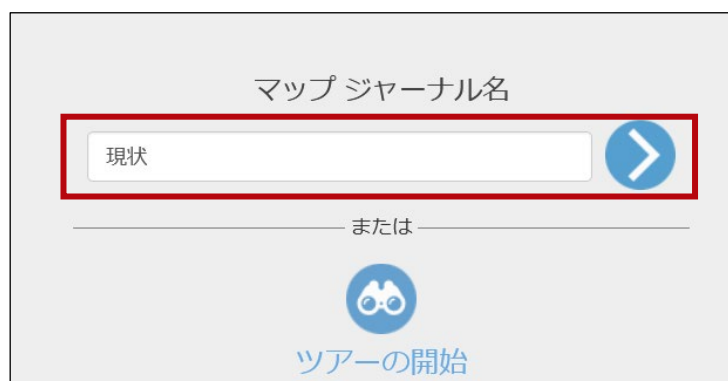 マップ ジャーナル名
現状
または
ツアーの開始